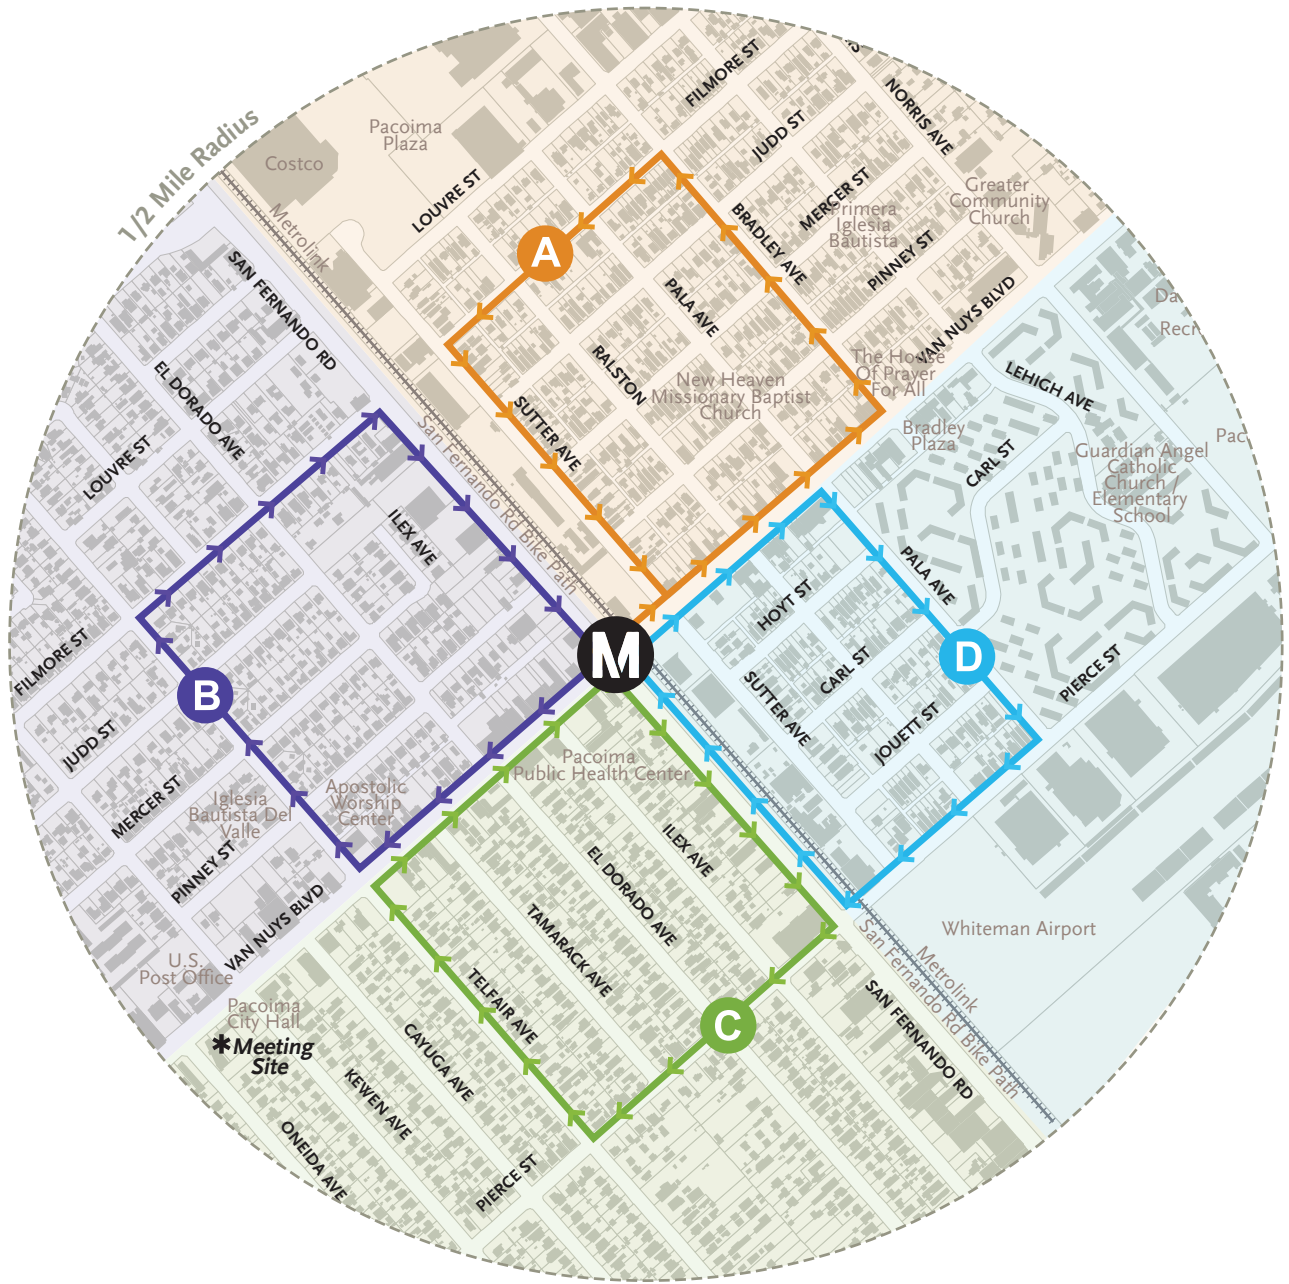 1/2 Mile Radius
Costco
Pacoima
Plaza
FILMORE ST
NORRIS AVE
JUDD ST
LOUVRE ST
MERCER ST
Greater
Community
Church
Primera
Iglesia
Bautista
BRADLEY AVE
PINNEY ST
Metrolink
A
SAN FERNANDO RD
PALA AVE
VAN NUYS BLVD
The House
Of Prayer
For All
RALSTON
New Heaven
Missionary Baptist
Church
SUTTER AVE
San Fernando Rd Bike Path
Da
Recr
LEHIGH AVE
Bradley
Plaza
CARL ST
Pac
Guardian Angel
Catholic
Church /
Elementary
School
EL DORADO AVE
LOUVRE ST
ILEX AVE
FILMORE ST
B
JUDD ST
MERCER ST
Iglesia
Bautista Del
Valle
Apostolic
Worship
Center
PINNEY ST
VAN NUYS BLVD
U.S.
Post Office
M
HOYT ST
PALA AVE
CARL ST
D
PIERCE ST
SUTTER AVE
JOUETT ST
Whiteman Airport
Metrolink
San Fernando Rd Bike Path
SAN FERNANDO RD
Pacoima
Public Health Center
ILEX AVE
EL DORADO AVE
TAMARACK AVE
TELFAIR AVE
C
Pacoima
City Hall
*Meeting
Site
CAYUGA AVE
KEWEN AVE
ONEIDA AVE
PIERCE ST